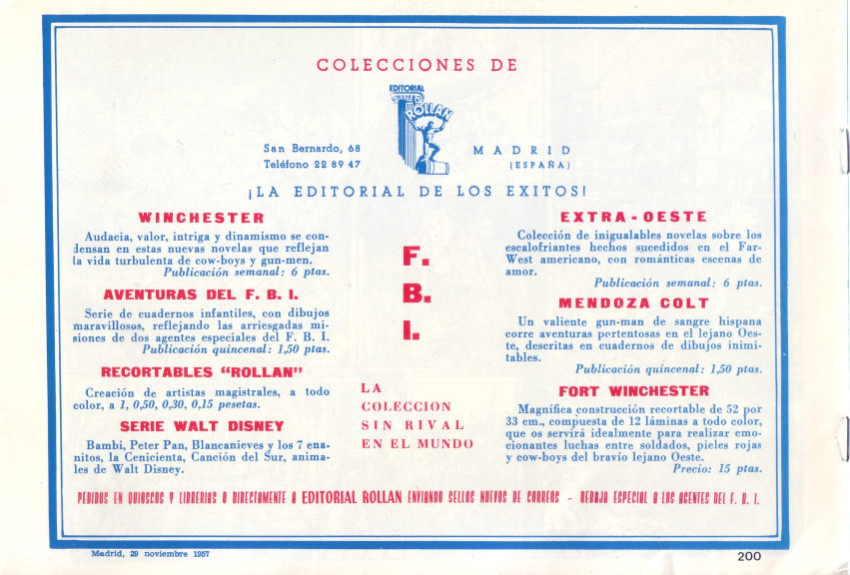 COLECCIONES DE
EDITORIAL
ROLLAN
San Bernardo, 68
Teléfono 22 89 47
MADRID
(ESPAÑA)
¡LA EDITORIAL DE LOS EXITOS!
WINCHESTER
Audacia, valor, intriga y dinamismo se con-
densan en estas nuevas novelas que reflejan
la vida turbulenta de cow-boys y gun-men.
Publicación semanal: 6 ptas.
AVENTURAS DEL F. B. I.
Serie de cuadernos infantiles, con dibujos
maravillosos, reflejando las arriesgadas mi-
siones de dos agentes especiales del F. B. I.
Publicación quincenal: 1,50 ptas.
RECORTABLES "ROLLAN"
Creación de artistas magistrales, a todo
color, a 1, 0,50, 0,30, 0,15 pesetas.
SERIE WALT DISNEY
Bambi, Peter Pan, Blancanieves y los 7 ena-
nitos, la Cenicienta, Canción del Sur, anima-
les de Walt Disney.
F.
B.
I.
LA
COLECCION
SIN RIVAL
EN EL MUNDO
EXTRA-OESTE
Colección de inigualables novelas sobre los
escalofriantes hechos sucedidos en el Far-
West americano, con románticas escenas de
amor.
Publicación semanal: 6 ptas.
MENDOZA COLT
Un valiente gun-man de sangre hispana
corre aventuras portentosas en el lejano Oes-
te, descritas en cuadernos de dibujos inimi-
tables.
Publicación quincenal: 1,50 ptas.
FORT WINCHESTER
Magnífica construcción recortable de 52 por
33 cm., compuesta de 12 láminas a todo color,
que os servirá idealmente para realizar emo-
cionantes luchas entre soldados, pieles rojas
y cow-boys del bravío lejano Oeste.
Precio: 15 ptas.
PEDIDOS EN QUIOSCOS Y LIBRERIAS O DIRECTAMENTE A EDITORIAL ROLLAN ENVIANDO SELLOS NUEVOS DE CORREOS - REBAJA ESPECIAL A LOS AGENTES DEL F. B. I.
Madrid, 29 noviembre 1957
200